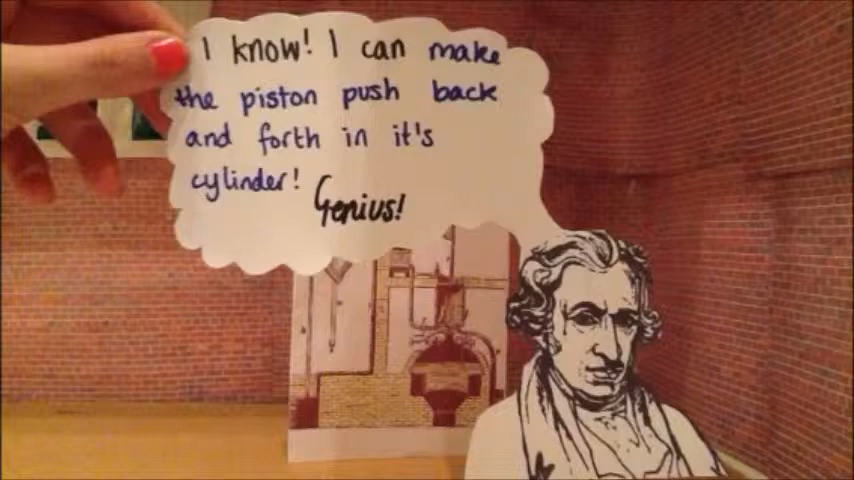 I know! I can make
the piston push back
and forth in it's
cylinder!
Genius!